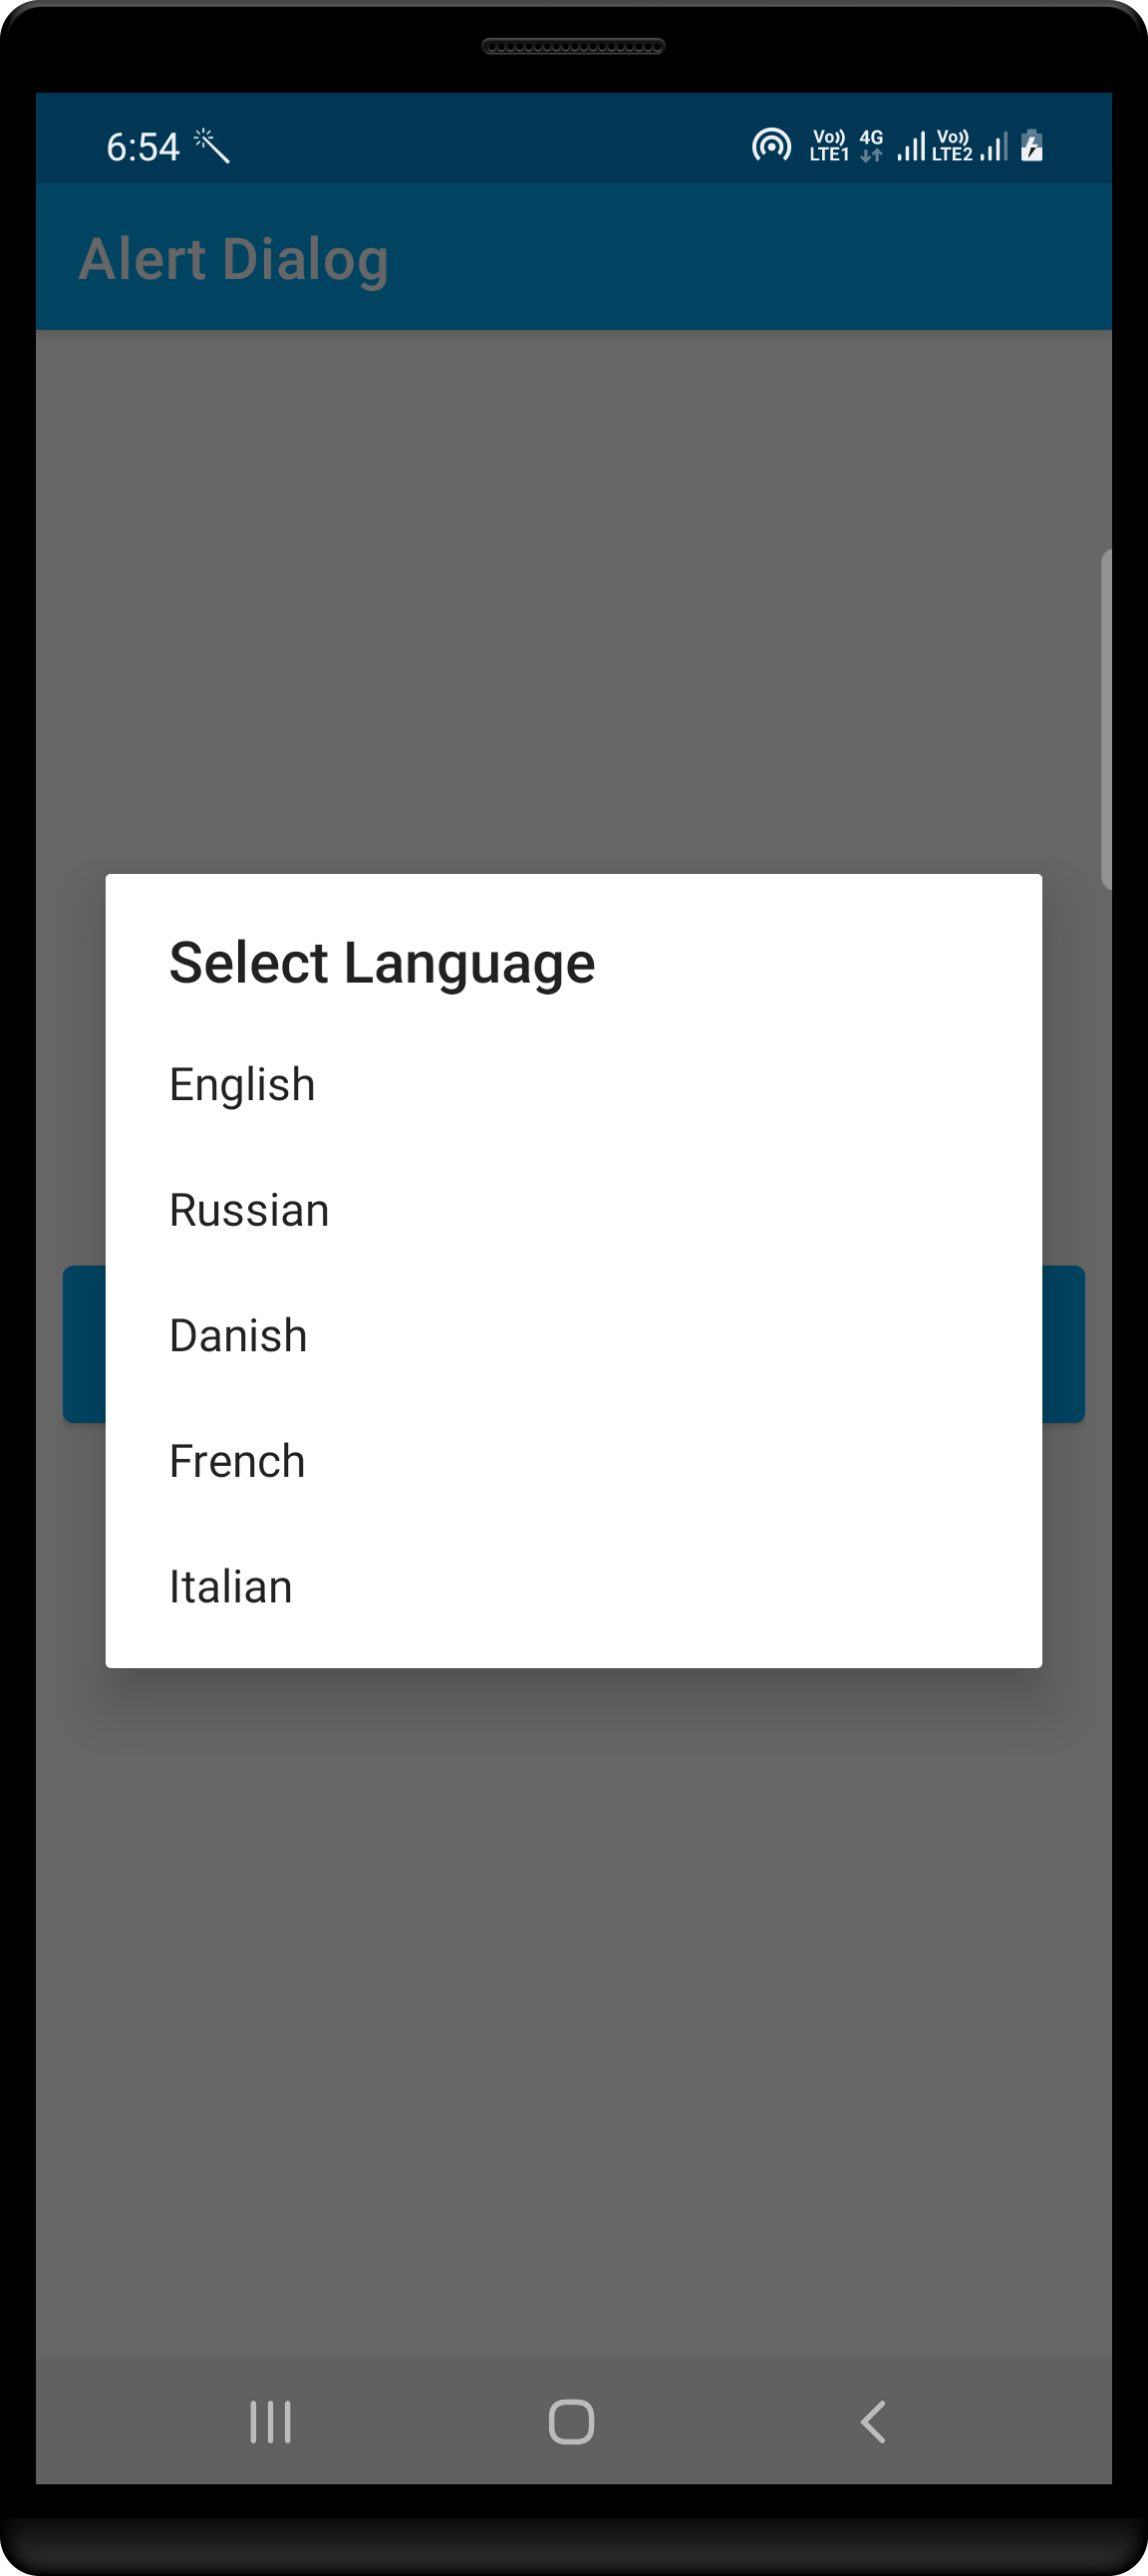 6:54 Vo)) LTE1 4G Vo)) LTE2
Alert Dialog
Select Language
English
Russian
Danish
French
Italian